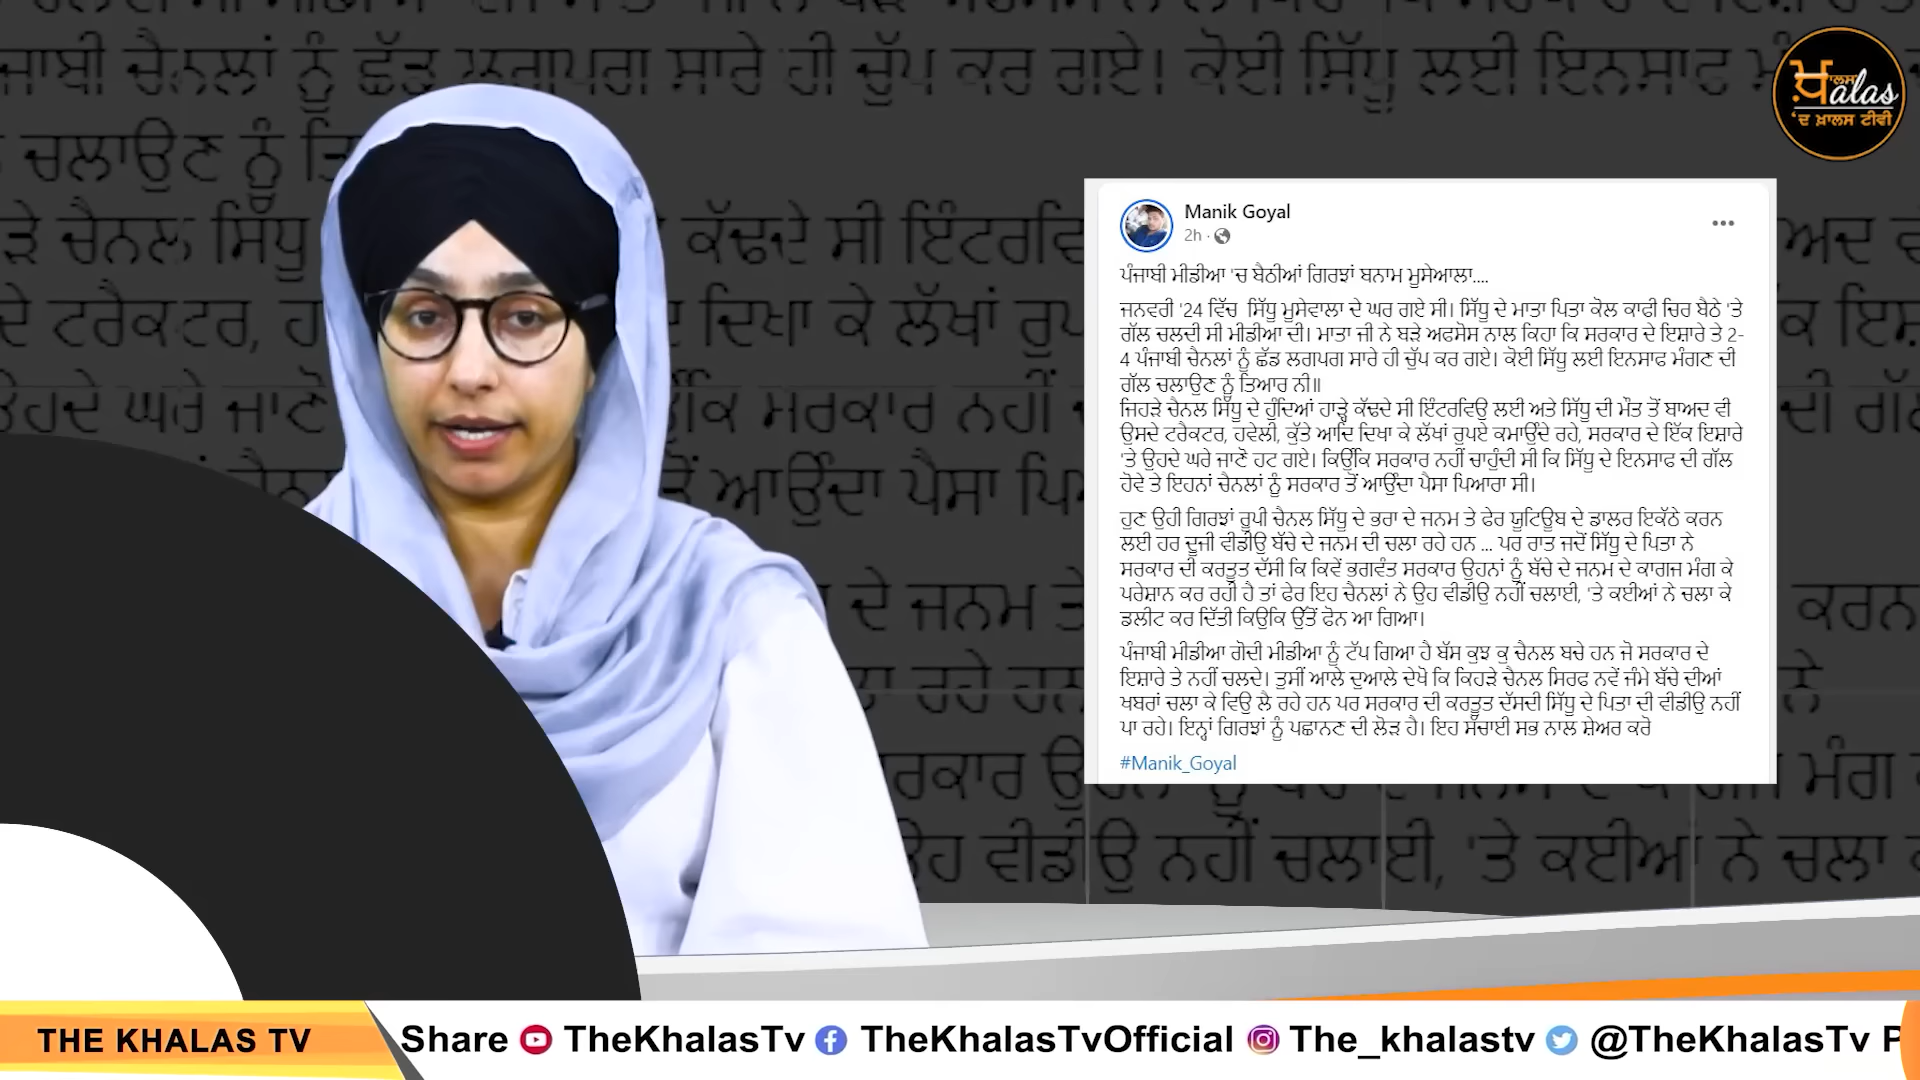 ਖ਼ਾਲਸ
alas
'ਦ ਖ਼ਾਲਸ ਟੀਵੀ
Manik Goyal
2h ·
ਪੰਜਾਬੀ ਮੀਡੀਆ 'ਚ ਬੈਠੀਆਂ ਗਿਰਝਾਂ ਬਨਾਮ ਮੂਸੇਆਲਾ....
ਜਨਵਰੀ '24 ਵਿੱਚ ਸਿੱਧੂ ਮੂਸੇਵਾਲਾ ਦੇ ਘਰ ਗਏ ਸੀ। ਸਿੱਧੂ ਦੇ ਮਾਤਾ ਪਿਤਾ ਕੋਲ ਕਾਫੀ ਚਿਰ ਬੈਠੇ 'ਤੇ
ਗੱਲ ਚਲਦੀ ਸੀ ਮੀਡੀਆ ਦੀ। ਮਾਤਾ ਜੀ ਨੇ ਬੜੇ ਅਫਸੋਸ ਨਾਲ ਕਿਹਾ ਕਿ ਸਰਕਾਰ ਦੇ ਇਸ਼ਾਰੇ ਤੇ 2-
4 ਪੰਜਾਬੀ ਚੈਨਲਾਂ ਨੂੰ ਛੱਡ ਲਗਪਗ ਸਾਰੇ ਹੀ ਚੁੱਪ ਕਰ ਗਏ। ਕੋਈ ਸਿੱਧੂ ਲਈ ਇਨਸਾਫ ਮੰਗਣ ਦੀ
ਗੱਲ ਚਲਾਉਣ ਨੂੰ ਤਿਆਰ ਨੀ॥
ਜਿਹੜੇ ਚੈਨਲ ਸਿੱਧੂ ਦੇ ਹੁੰਦਿਆਂ ਹਾੜ੍ਹੇ ਕੱਢਦੇ ਸੀ ਇੰਟਰਵਿਉ ਲਈ ਅਤੇ ਸਿੱਧੂ ਦੀ ਮੌਤ ਤੋਂ ਬਾਅਦ ਵੀ
ਉਸਦੇ ਟਰੈਕਟਰ, ਹਵੇਲੀ, ਕੁੱਤੇ ਆਦਿ ਦਿਖਾ ਕੇ ਲੱਖਾਂ ਰੁਪਏ ਕਮਾਉਂਦੇ ਰਹੇ, ਸਰਕਾਰ ਦੇ ਇੱਕ ਇਸ਼ਾਰੇ
'ਤੇ ਉਹਦੇ ਘਰੇ ਜਾਣੋਂ ਹਟ ਗਏ। ਕਿਉਂਕਿ ਸਰਕਾਰ ਨਹੀਂ ਚਾਹੁੰਦੀ ਸੀ ਕਿ ਸਿੱਧੂ ਦੇ ਇਨਸਾਫ ਦੀ ਗੱਲ
ਹੋਵੇ ਤੇ ਇਹਨਾਂ ਚੈਨਲਾਂ ਨੂੰ ਸਰਕਾਰ ਤੋਂ ਆਉਂਦਾ ਪੈਸਾ ਪਿਆਰਾ ਸੀ।
ਹੁਣ ਉਹੀ ਗਿਰਝਾਂ ਰੂਪੀ ਚੈਨਲ ਸਿੱਧੂ ਦੇ ਭਰਾ ਦੇ ਜਨਮ ਤੇ ਫੇਰ ਯੂਟਿਊਬ ਦੇ ਡਾਲਰ ਇਕੱਠੇ ਕਰਨ
ਲਈ ਹਰ ਦੂਜੀ ਵੀਡੀਉ ਬੱਚੇ ਦੇ ਜਨਮ ਦੀ ਚਲਾ ਰਹੇ ਹਨ ... ਪਰ ਰਾਤ ਜਦੋਂ ਸਿੱਧੂ ਦੇ ਪਿਤਾ ਨੇ
ਸਰਕਾਰ ਦੀ ਕਰਤੂਤ ਦੱਸੀ ਕਿ ਕਿਵੇਂ ਭਗਵੰਤ ਸਰਕਾਰ ਉਹਨਾਂ ਨੂੰ ਬੱਚੇ ਦੇ ਜਨਮ ਦੇ ਕਾਗਜ ਮੰਗ ਕੇ
ਪਰੇਸ਼ਾਨ ਕਰ ਰਹੀ ਹੈ ਤਾਂ ਫੇਰ ਇਹ ਚੈਨਲਾਂ ਨੇ ਉਹ ਵੀਡੀਉ ਨਹੀਂ ਚਲਾਈ, 'ਤੇ ਕਈਆਂ ਨੇ ਚਲਾ ਕੇ
ਡਲੀਟ ਕਰ ਦਿੱਤੀ ਕਿਉਕਿ ਉੱਤੋਂ ਫੋਨ ਆ ਗਿਆ।
ਪੰਜਾਬੀ ਮੀਡੀਆ ਗੋਦੀ ਮੀਡੀਆ ਨੂੰ ਟੱਪ ਗਿਆ ਹੈ ਬੱਸ ਕੁਝ ਕੁ ਚੈਨਲ ਬਚੇ ਹਨ ਜੋ ਸਰਕਾਰ ਦੇ
ਇਸ਼ਾਰੇ ਤੇ ਨਹੀਂ ਚਲਦੇ। ਤੁਸੀਂ ਆਲੇ ਦੁਆਲੇ ਦੇਖੋ ਕਿ ਕਿਹੜੇ ਚੈਨਲ ਸਿਰਫ ਨਵੇਂ ਜੰਮੇ ਬੱਚੇ ਦੀਆਂ
ਖਬਰਾਂ ਚਲਾ ਕੇ ਵਿਉ ਲੈ ਰਹੇ ਹਨ ਪਰ ਸਰਕਾਰ ਦੀ ਕਰਤੂਤ ਦੱਸਦੀ ਸਿੱਧੂ ਦੇ ਪਿਤਾ ਦੀ ਵੀਡੀਉ ਨਹੀਂ
ਪਾ ਰਹੇ। ਇਨ੍ਹਾਂ ਗਿਰਝਾਂ ਨੂੰ ਪਛਾਨਣ ਦੀ ਲੋੜ ਹੈ। ਇਹ ਸੱਚਾਈ ਸਭ ਨਾਲ ਸ਼ੇਅਰ ਕਰੋ
#Manik_Goyal
THE KHALAS TV
Share TheKhalasTv TheKhalasTvOfficial The_khalastv @TheKhalasTv